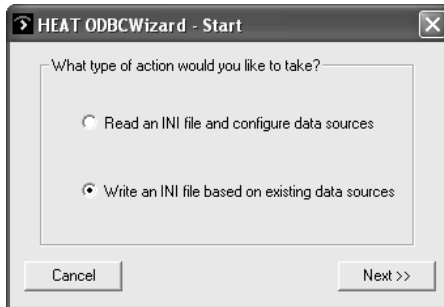 HEAT ODBCWizard - Start
What type of action would you like to take?
Read an INI file and configure data sources
Write an INI file based on existing data sources
Cancel
Next >>